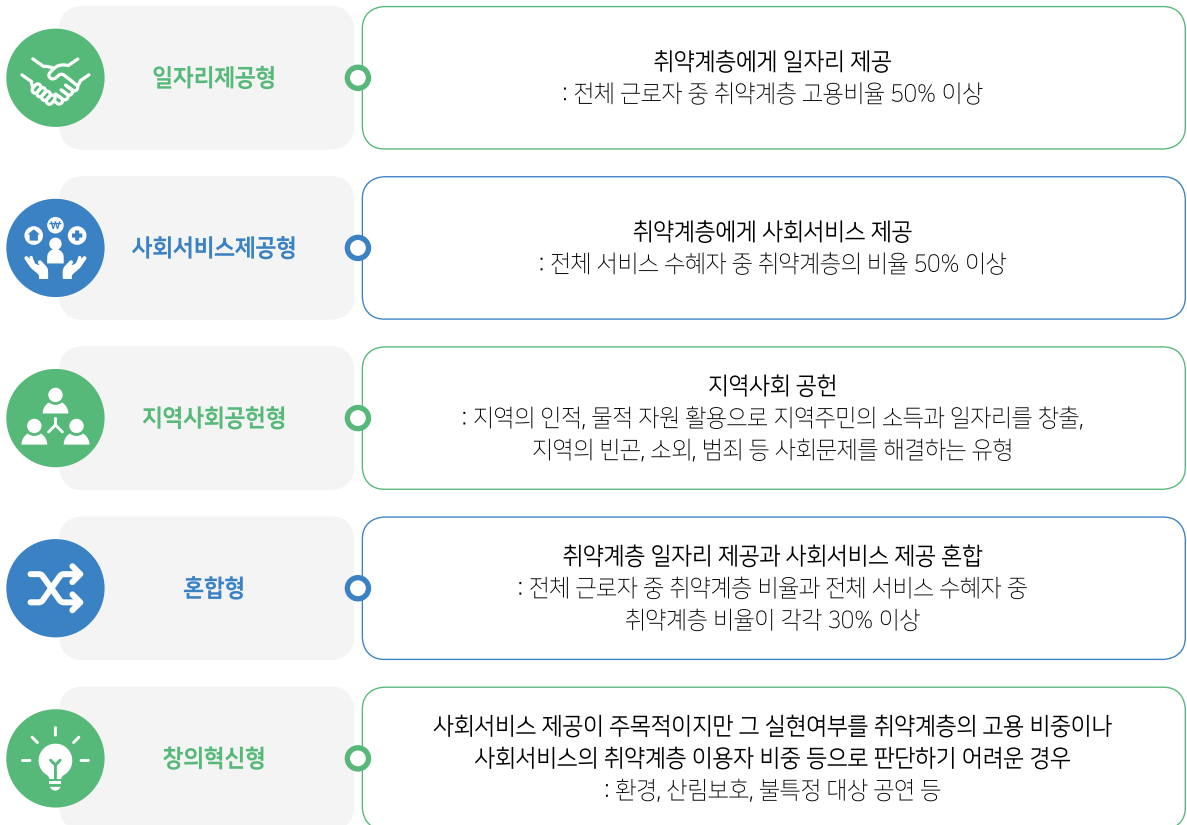 일자리제공형
취약계층에게 일자리 제공
: 전체 근로자 중 취약계층 고용비율 50% 이상
사회서비스제공형
취약계층에게 사회서비스 제공
: 전체 서비스 수혜자 중 취약계층의 비율 50% 이상
지역사회공헌형
지역사회 공헌
: 지역의 인적, 물적 자원 활용으로 지역주민의 소득과 일자리를 창출,
지역의 빈곤, 소외, 범죄 등 사회문제를 해결하는 유형
혼합형
취약계층 일자리 제공과 사회서비스 제공 혼합
: 전체 근로자 중 취약계층 비율과 전체 서비스 수혜자 중
취약계층 비율이 각각 30% 이상
창의혁신형
사회서비스 제공이 주목적이지만 그 실현여부를 취약계층의 고용 비중이나
사회서비스의 취약계층 이용자 비중 등으로 판단하기 어려운 경우
: 환경, 산림보호, 불특정 대상 공연 등